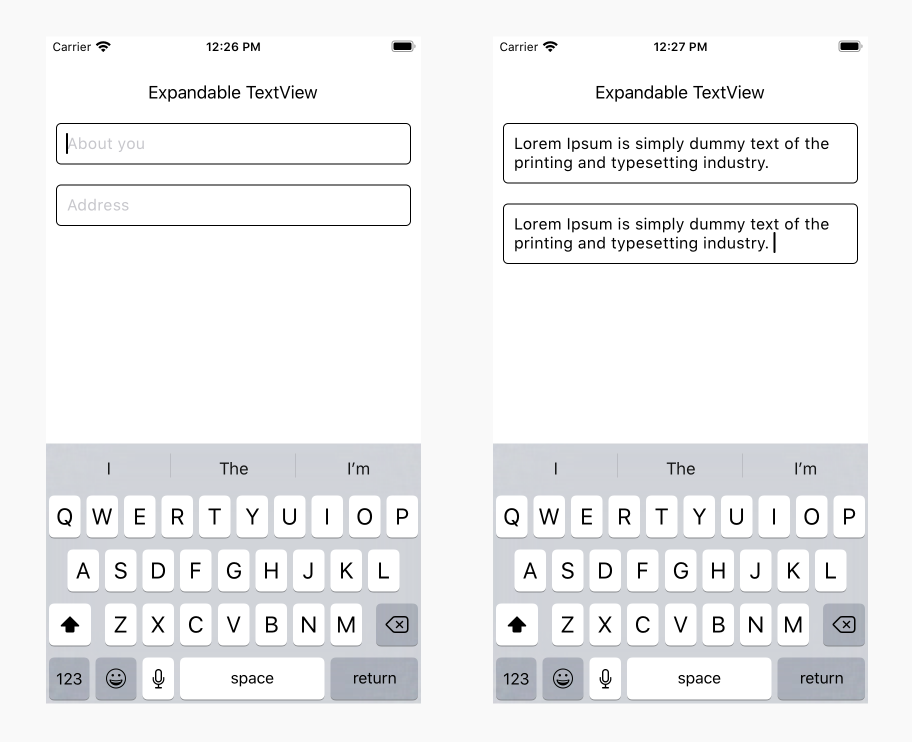 Carrier 12:26 PM
Expandable TextView
About you
Address
I The I'm
Q W E R T Y U I O P
A S D F G H J K L
Z X C V B N M
123 space return
Carrier 12:27 PM
Expandable TextView
Lorem Ipsum is simply dummy text of the
printing and typesetting industry.
Lorem Ipsum is simply dummy text of the
printing and typesetting industry.
I The I'm
Q W E R T Y U I O P
A S D F G H J K L
Z X C V B N M
123 space return